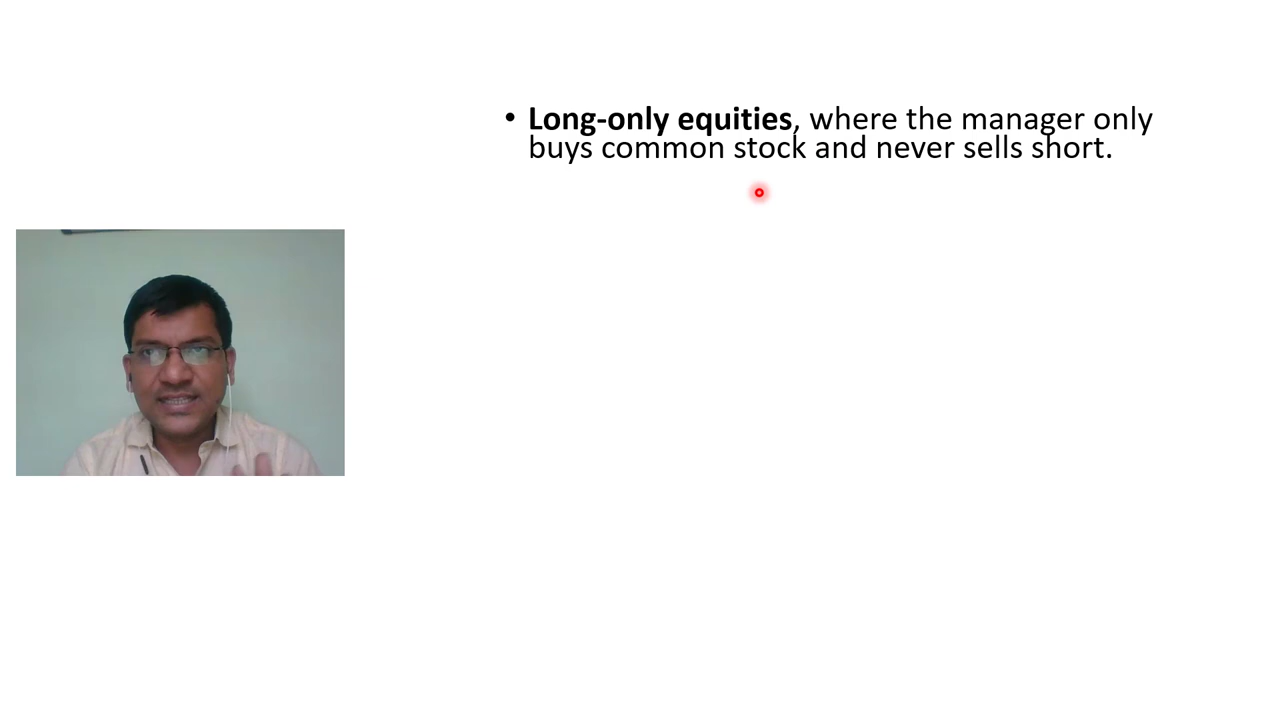 • Long-only equities, where the manager only
buys common stock and never sells short.